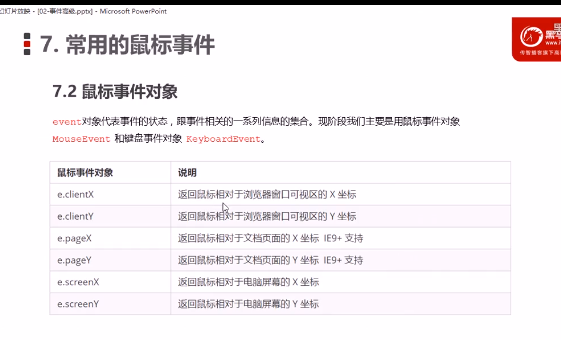 幻灯片放映 - [02-事件高级.pptx] - Microsoft PowerPoint
7. 常用的鼠标事件
www.i
传智播客旗下高
7.2 鼠标事件对象
event对象代表事件的状态，跟事件相关的一系列信息的集合。现阶段我们主要是用鼠标事件对象
MouseEvent 和键盘事件对象 KeyboardEvent。
鼠标事件对象 说明
e.clientX 返回鼠标相对于浏览器窗口可视区的 X 坐标
e.clientY 返回鼠标相对于浏览器窗口可视区的 Y 坐标
e.pageX 返回鼠标相对于文档页面的 X 坐标 IE9+ 支持
e.pageY 返回鼠标相对于文档页面的 Y 坐标 IE9+ 支持
e.screenX 返回鼠标相对于电脑屏幕的 X 坐标
e.screenY 返回鼠标相对于电脑屏幕的 Y 坐标